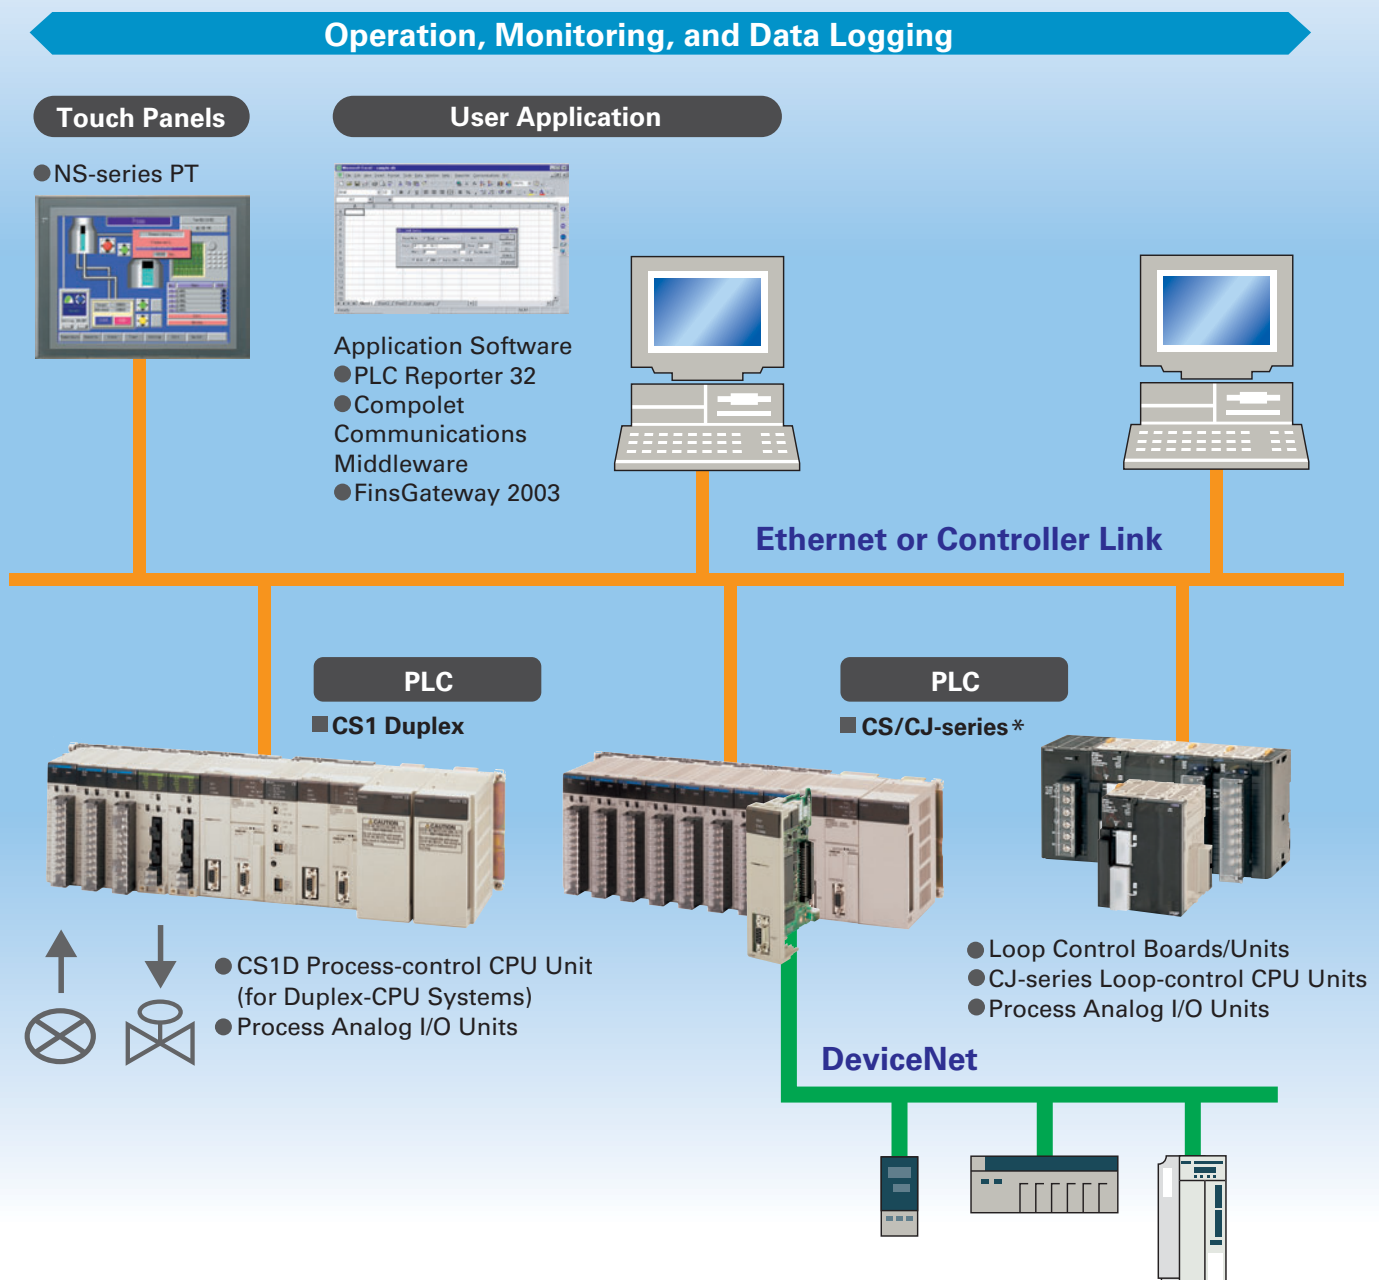 Operation, Monitoring, and Data Logging
Touch Panels
User Application
●NS-series PT
Application Software
●PLC Reporter 32
●Compolet
Communications
Middleware
●FinsGateway 2003
Ethernet or Controller Link
PLC
■CS1 Duplex
PLC
■CS/CJ-series*
CAUTION
CAUTION
●CS1D Process-control CPU Unit
(for Duplex-CPU Systems)
●Process Analog I/O Units
●Loop Control Boards/Units
●CJ-series Loop-control CPU Units
●Process Analog I/O Units
DeviceNet